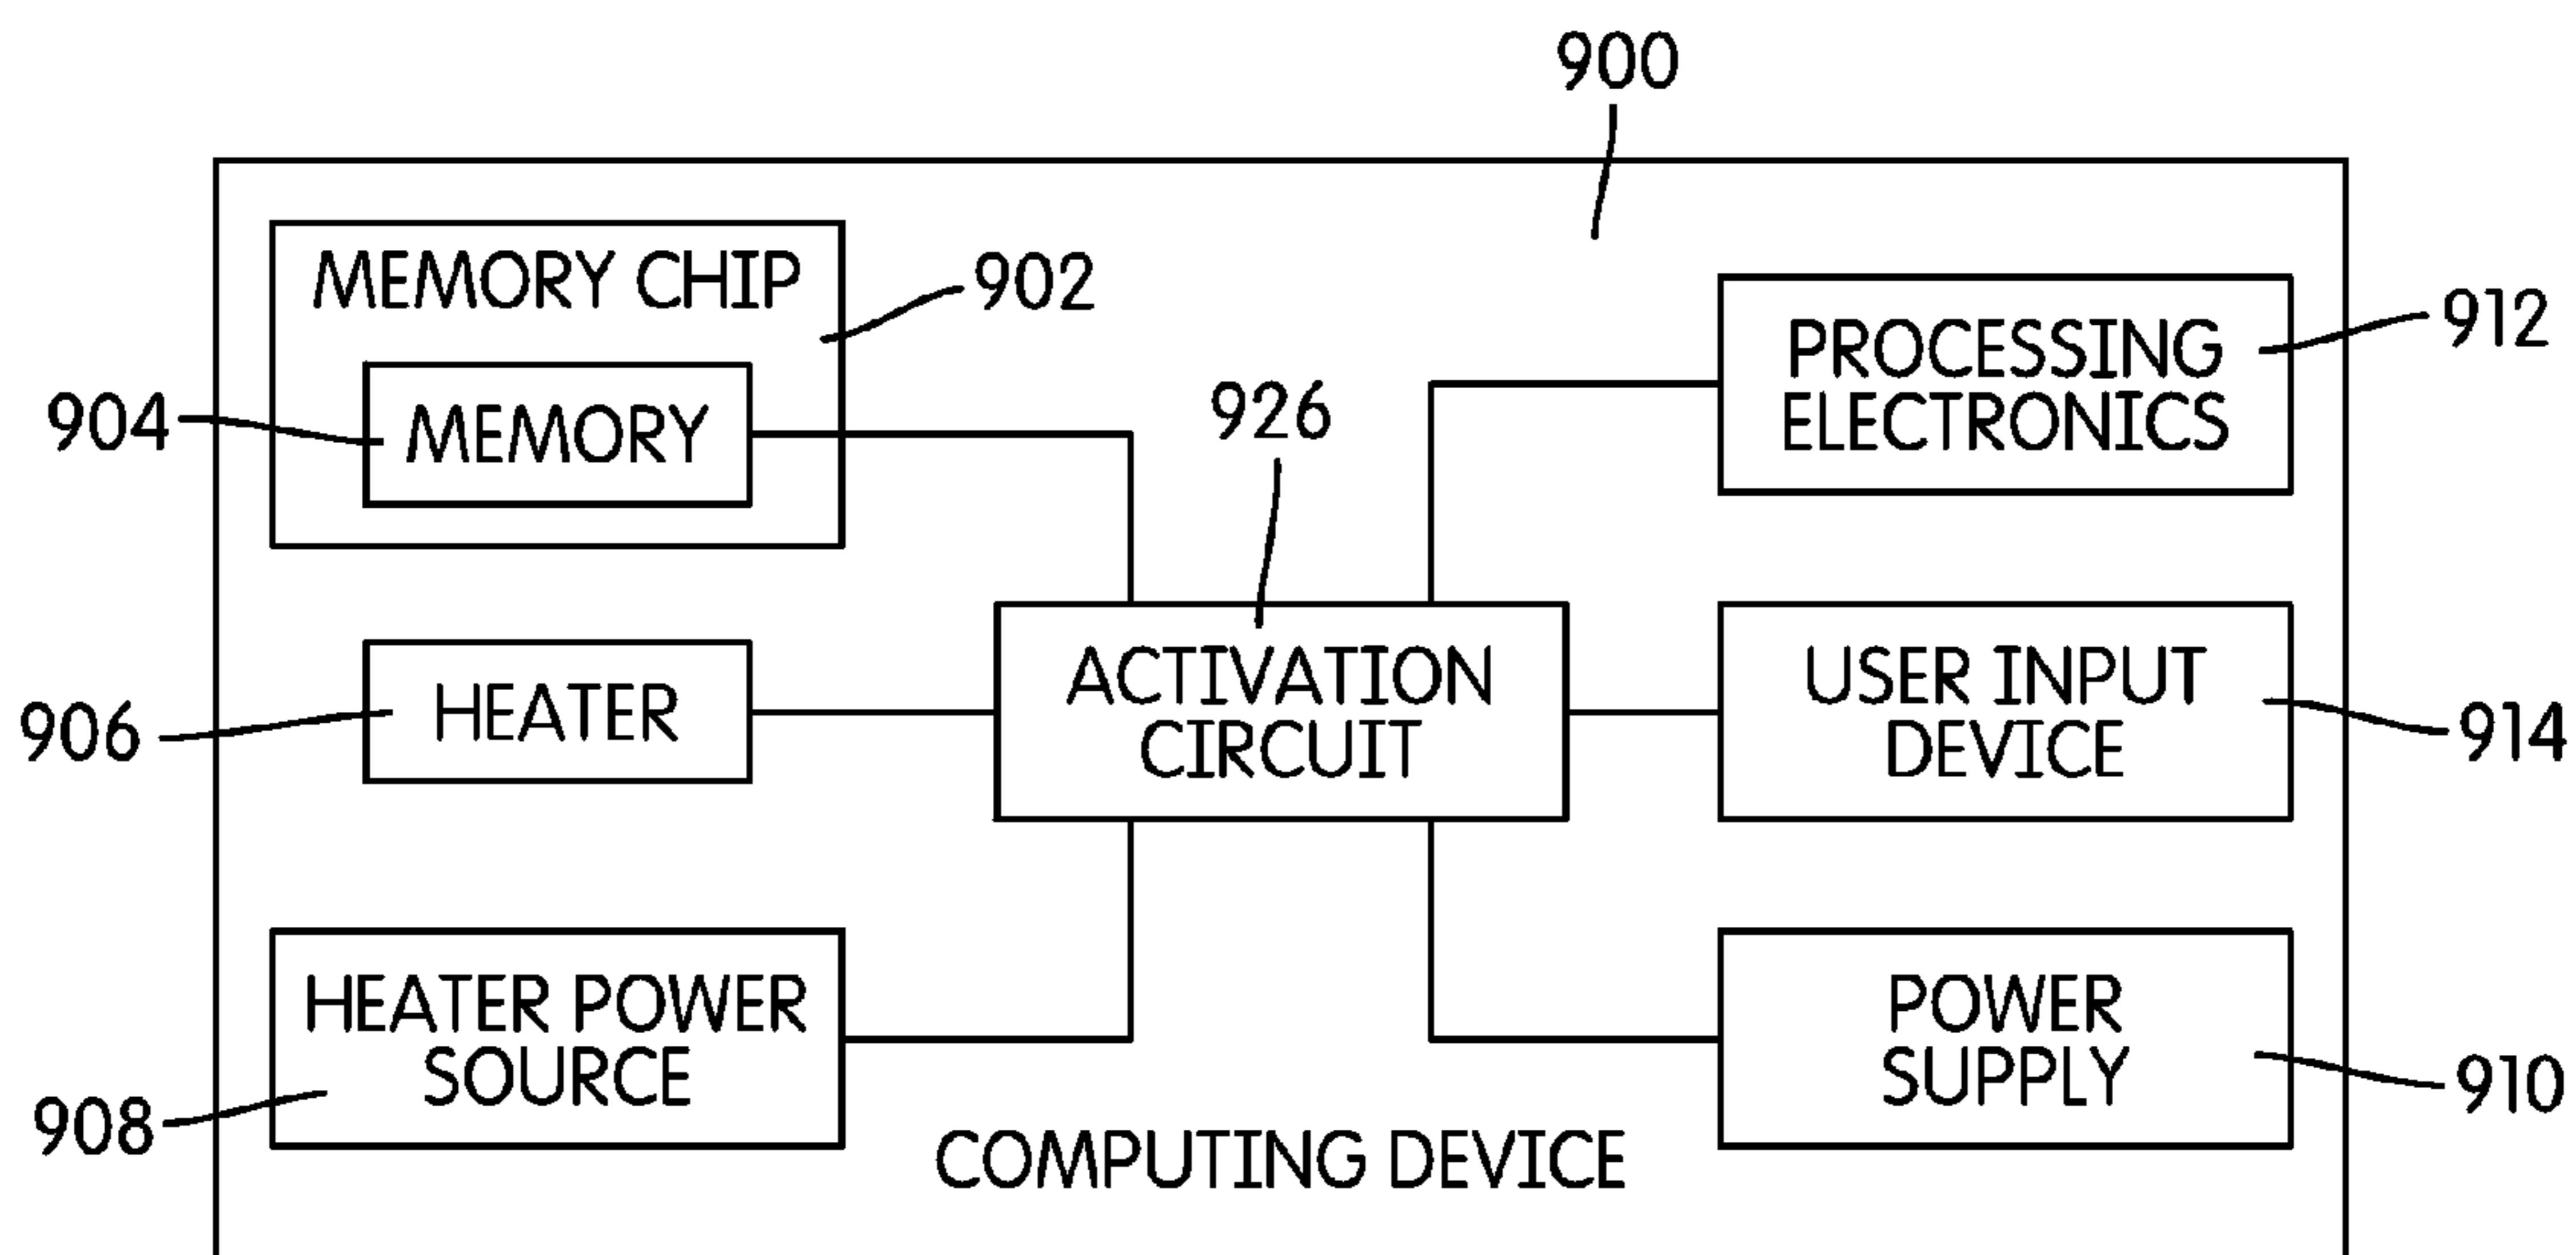 900
MEMORY CHIP
902
904
MEMORY
926
PROCESSING
ELECTRONICS
912
906
HEATER
ACTIVATION
CIRCUIT
USER INPUT
DEVICE
914
HEATER POWER
SOURCE
908
POWER
SUPPLY
910
COMPUTING DEVICE